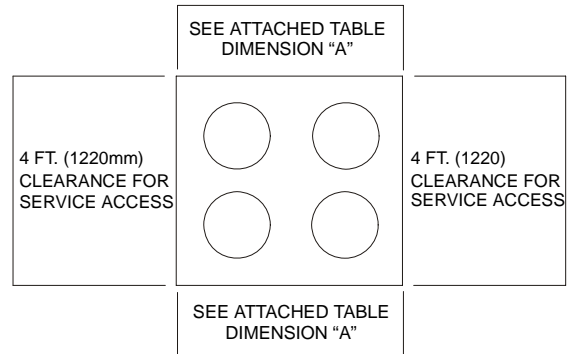 SEE ATTACHED TABLE
DIMENSION “A”
4 FT. (1220mm)
CLEARANCE FOR
SERVICE ACCESS
4 FT. (1220)
CLEARANCE FOR
SERVICE ACCESS
SEE ATTACHED TABLE
DIMENSION “A”